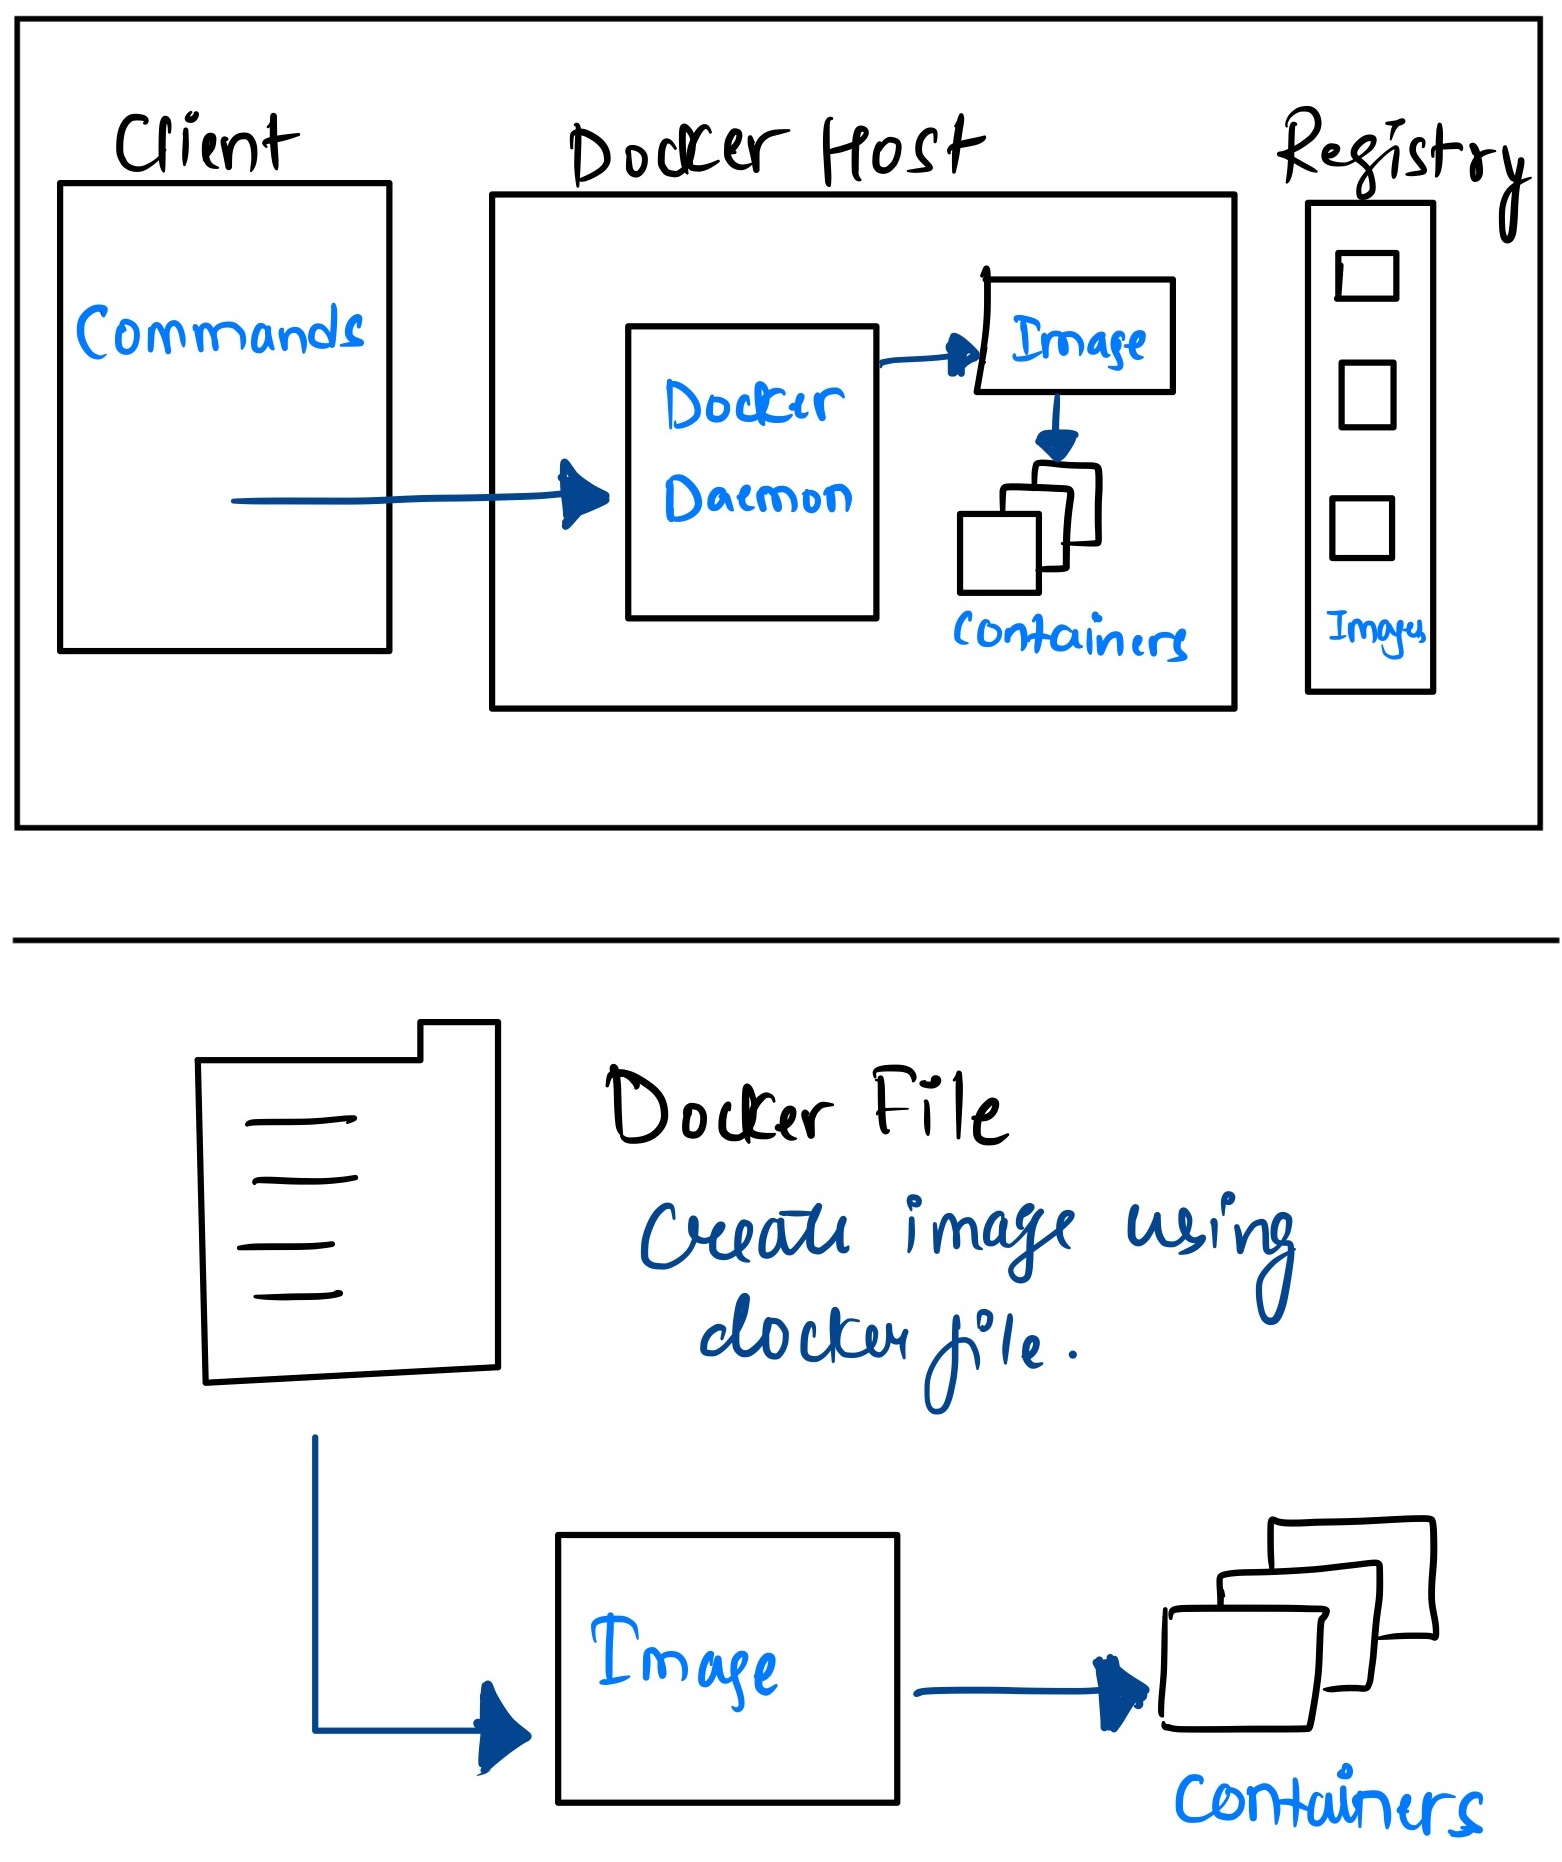 Client
Docker Host
Registry
Commands
Docker
Daemon
Image
Containers
Images
Docker File
Create image using
docker file.
Image
Containers